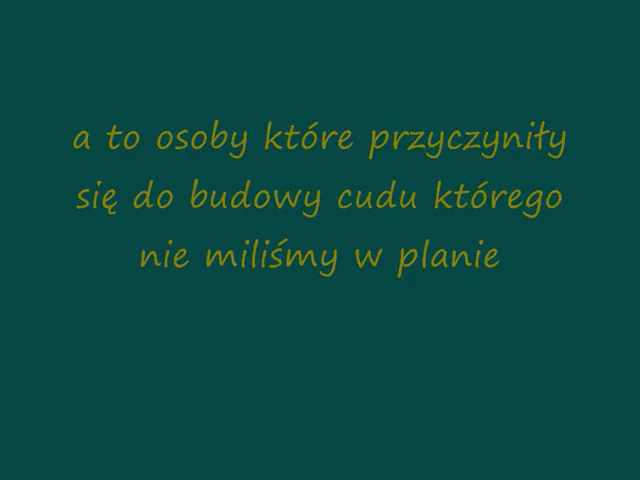 a to osoby które przyczyniły
się do budowy cudu którego
nie miliśmy w planie